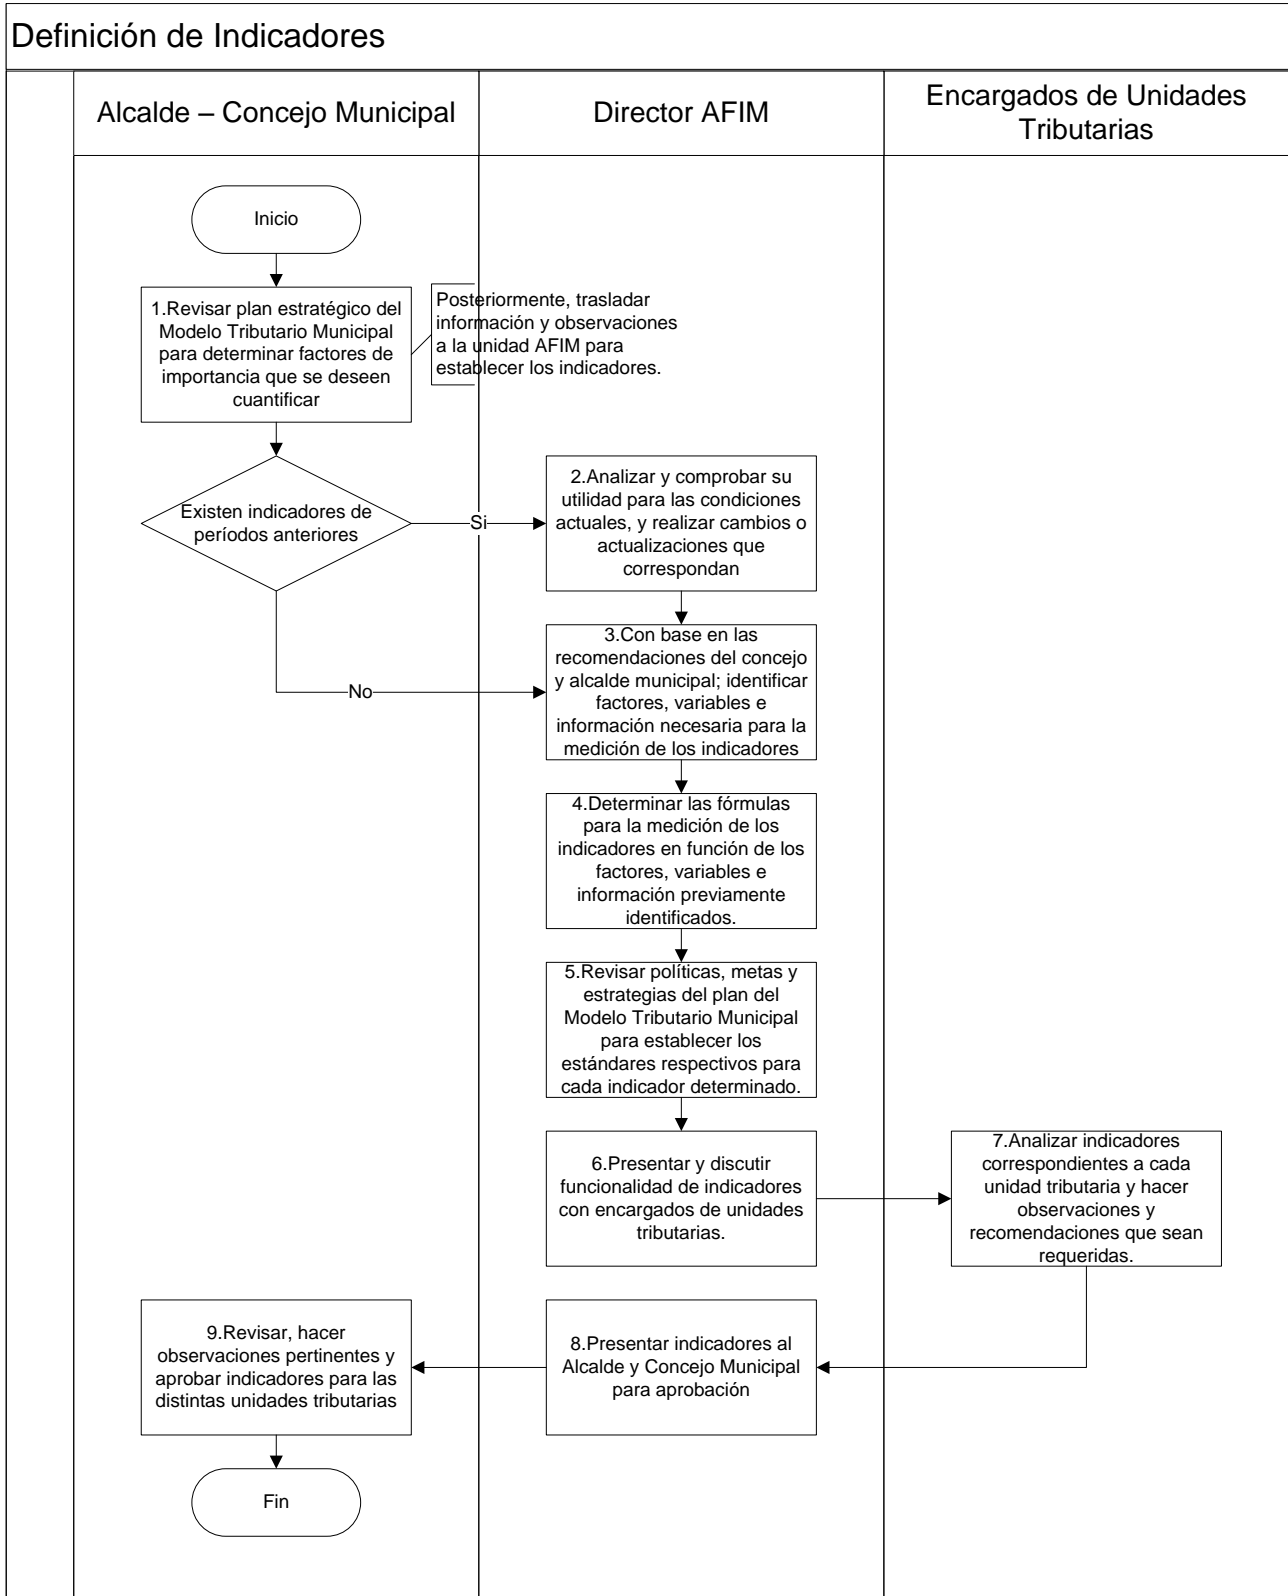 Definición de Indicadores
Alcalde – Concejo Municipal
Director AFIM
Encargados de Unidades
Tributarias
Inicio
1.Revisar plan estratégico del
Modelo Tributario Municipal
para determinar factores de
importancia que se deseen
cuantificar
Posteriormente, trasladar
información y observaciones
a la unidad AFIM para
establecer los indicadores.
Existen indicadores de
períodos anteriores
Si
2.Analizar y comprobar su
utilidad para las condiciones
actuales, y realizar cambios o
actualizaciones que
correspondan
No
3.Con base en las
recomendaciones del concejo
y alcalde municipal; identificar
factores, variables e
información necesaria para la
medición de los indicadores
4.Determinar las fórmulas
para la medición de los
indicadores en función de los
factores, variables e
información previamente
identificados.
5.Revisar políticas, metas y
estrategias del plan del
Modelo Tributario Municipal
para establecer los
estándares respectivos para
cada indicador determinado.
6.Presentar y discutir
funcionalidad de indicadores
con encargados de unidades
tributarias.
7.Analizar indicadores
correspondientes a cada
unidad tributaria y hacer
observaciones y
recomendaciones que sean
requeridas.
8.Presentar indicadores al
Alcalde y Concejo Municipal
para aprobación
9.Revisar, hacer
observaciones pertinentes y
aprobar indicadores para las
distintas unidades tributarias
Fin